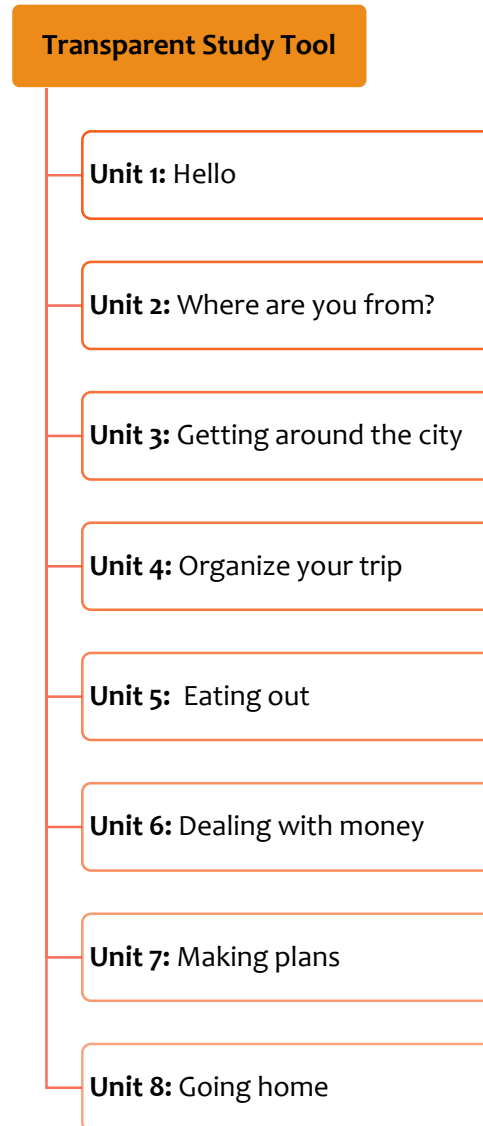 Transparent Study Tool
Unit 1: Hello
Unit 2: Where are you from?
Unit 3: Getting around the city
Unit 4: Organize your trip
Unit 5: Eating out
Unit 6: Dealing with money
Unit 7: Making plans
Unit 8: Going home